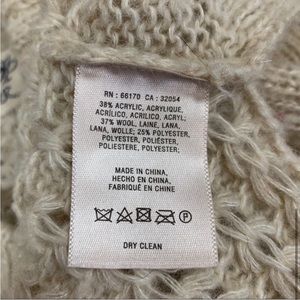 RN : 66170 CA : 32054
38% ACRYLIC, ACRYLIQUE,
ACRÍLICO, ACRILICO, ACRYL;
37% WOOL, LAINE, LANA,
LANA, WOLLE; 25% POLYESTER,
POLYESTER, POLIÉSTER,
POLIESTERE, POLYESTER
MADE IN CHINA,
HECHO EN CHINA,
FABRIQUÉ EN CHINE
P
DRY CLEAN